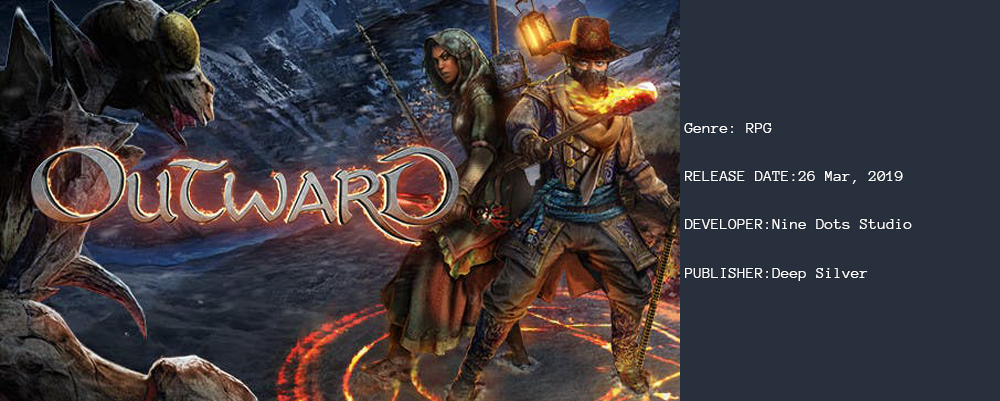 OUTWARD
Genre: RPG
RELEASE DATE:26 Mar, 2019
DEVELOPER:Nine Dots Studio
PUBLISHER:Deep Silver